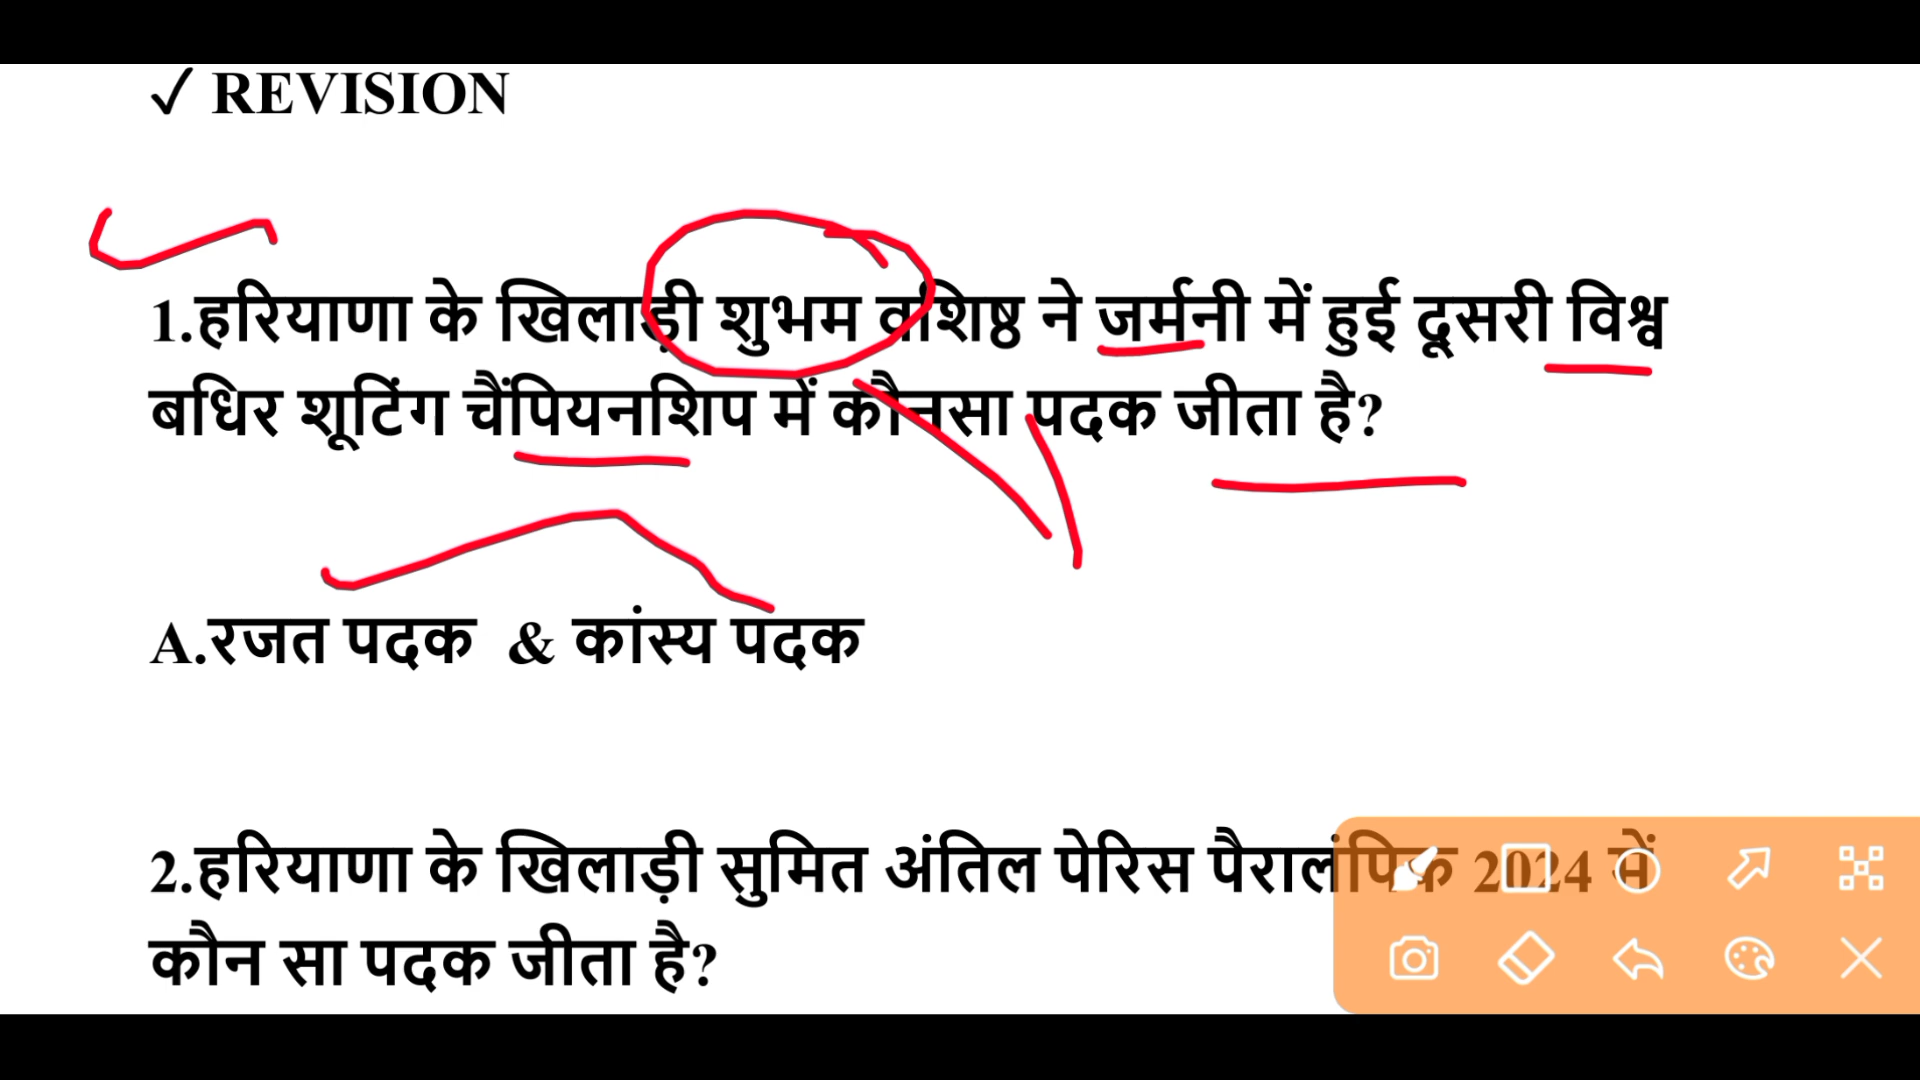 ✓ REVISION
1.हरियाणा के खिलाड़ी शुभम वशिष्ठ ने जर्मनी में हुई दूसरी विश्व
बधिर शूटिंग चैंपियनशिप में कौनसा पदक जीता है?
A.रजत पदक & कांस्य पदक
2.हरियाणा के खिलाड़ी सुमित अंतिल पेरिस पैरालंपिक 2024 में
कौन सा पदक जीता है?